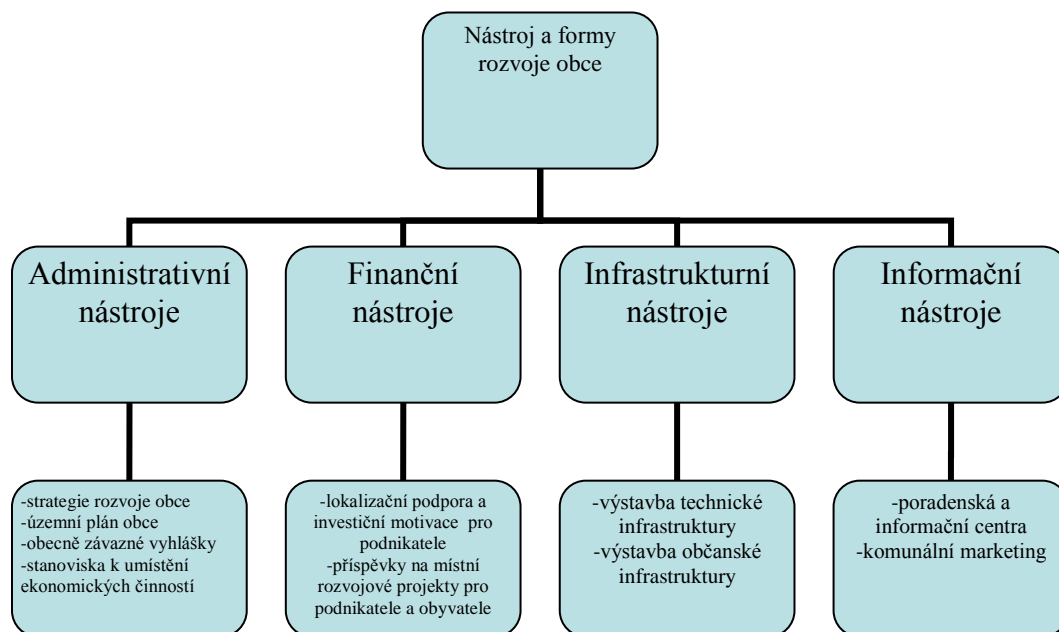 Nástroj a formy
rozvoje obce
Administrativní
nástroje
Finanční
nástroje
Infrastrukturní
nástroje
Informační
nástroje
-strategie rozvoje obce
-územní plán obce
-obecně závazné vyhlášky
-stanoviska k umístění
ekonomických činností
-lokalizační podpora a
investiční motivace pro
podnikatele
-příspěvky na místní
rozvojové projekty pro
podnikatele a obyvatele
-výstavba technické
infrastruktury
-výstavba občanské
infrastruktury
-poradenská a
informační centra
-komunální marketing